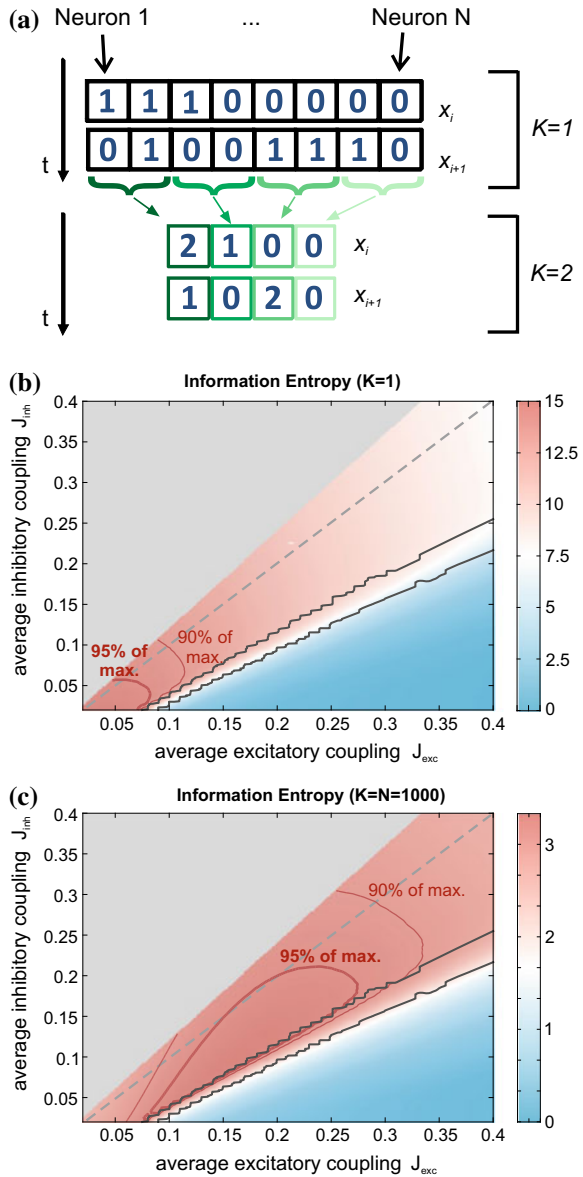 (a)
Neuron 1 ... Neuron N
1 1 1 0 0 0 0 0 x_i
0 1 0 0 1 1 1 0 x_{i+1}
K=1
t
2 1 0 0 x_i
1 0 2 0 x_{i+1}
K=2
t
(b)
Information Entropy (K=1)
average inhibitory coupling J_inh
0.4
0.35
0.3
0.25
0.2
0.15
0.1
0.05
95% of max.
90% of max.
0.05 0.1 0.15 0.2 0.25 0.3 0.35 0.4
average excitatory coupling J_exc
15
12.5
10
7.5
5
2.5
0
(c)
Information Entropy (K=N=1000)
average inhibitory coupling J_inh
0.4
0.35
0.3
0.25
0.2
0.15
0.1
0.05
90% of max.
95% of max.
0.05 0.1 0.15 0.2 0.25 0.3 0.35 0.4
average excitatory coupling J_exc
3
2
1
0